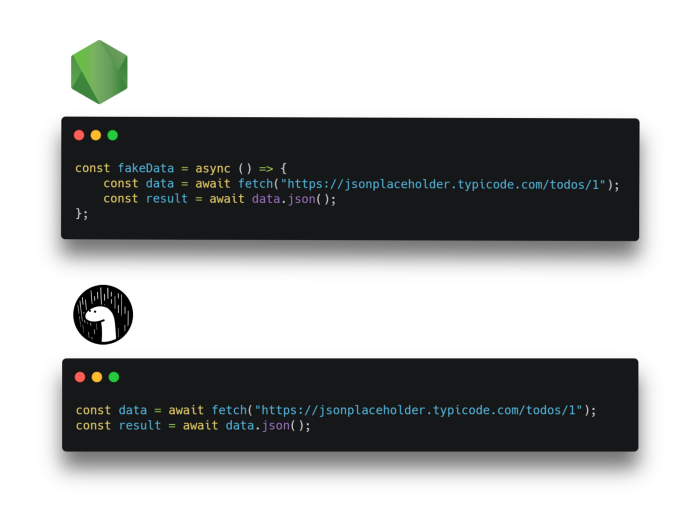 const fakeData = async () => {
    const data = await fetch("https://jsonplaceholder.typicode.com/todos/1");
    const result = await data.json();
};
const data = await fetch("https://jsonplaceholder.typicode.com/todos/1");
const result = await data.json();